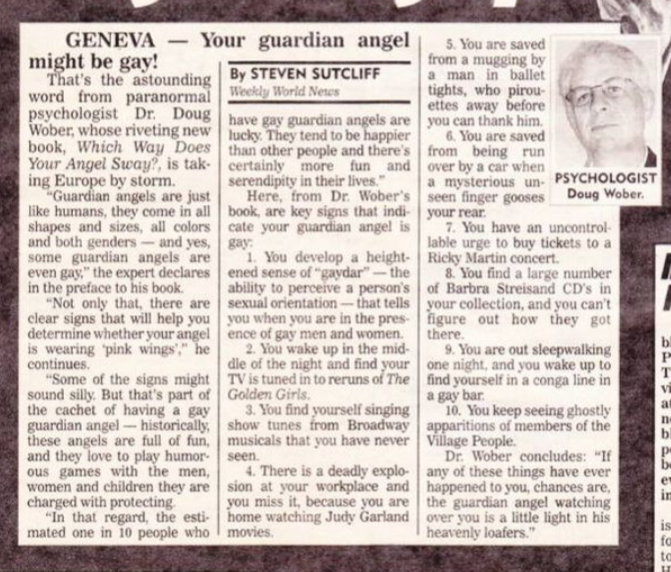 GENEVA — Your guardian angel
might be gay!
That's the astounding
word from paranormal
psychologist Dr. Doug
Wober, whose riveting new
book, Which Way Does
Your Angel Sway?, is tak-
ing Europe by storm.
"Guardian angels are just
like humans, they come in all
shapes and sizes, all colors
and both genders — and yes,
some guardian angels are
even gay," the expert declares
in the preface to his book.
"Not only that, there are
clear signs that will help you
determine whether your angel
is wearing 'pink wings'," he
continues.
"Some of the signs might
sound silly. But that's part of
the cachet of having a gay
guardian angel — historically,
these angels are full of fun,
and they love to play humor-
ous games with the men,
women and children they are
charged with protecting.
"In that regard, the esti-
mated one in 10 people who
By STEVEN SUTCLIFF
Weekly World News
have gay guardian angels are
lucky. They tend to be happier
than other people and there's
certainly more fun and
serendipity in their lives."
Here, from Dr. Wober's
book, are key signs that indi-
cate your guardian angel is
gay:
1. You develop a height-
ened sense of "gaydar" — the
ability to perceive a person's
sexual orientation — that tells
you when you are in the pres-
ence of gay men and women.
2. You wake up in the mid-
dle of the night and find your
TV is tuned in to reruns of The
Golden Girls.
3. You find yourself singing
show tunes from Broadway
musicals that you have never
seen.
4. There is a deadly explo-
sion at your workplace and
you miss it, because you are
home watching Judy Garland
movies.
5. You are saved
from a mugging by
a man in ballet
tights, who pirou-
ettes away before
you can thank him.
6. You are saved
from being run
over by a car when
a mysterious un-
seen finger gooses
your rear.
7. You have an uncontrol-
lable urge to buy tickets to a
Ricky Martin concert.
8. You find a large number
of Barbra Streisand CD's in
your collection, and you can't
figure out how they got
there.
9. You are out sleepwalking
one night, and you wake up to
find yourself in a conga line in
a gay bar.
10. You keep seeing ghostly
apparitions of members of the
Village People.
Dr. Wober concludes: "If
any of these things have ever
happened to you, chances are,
the guardian angel watching
over you is a little light in his
heavenly loafers."
PSYCHOLOGIST
Doug Wober.